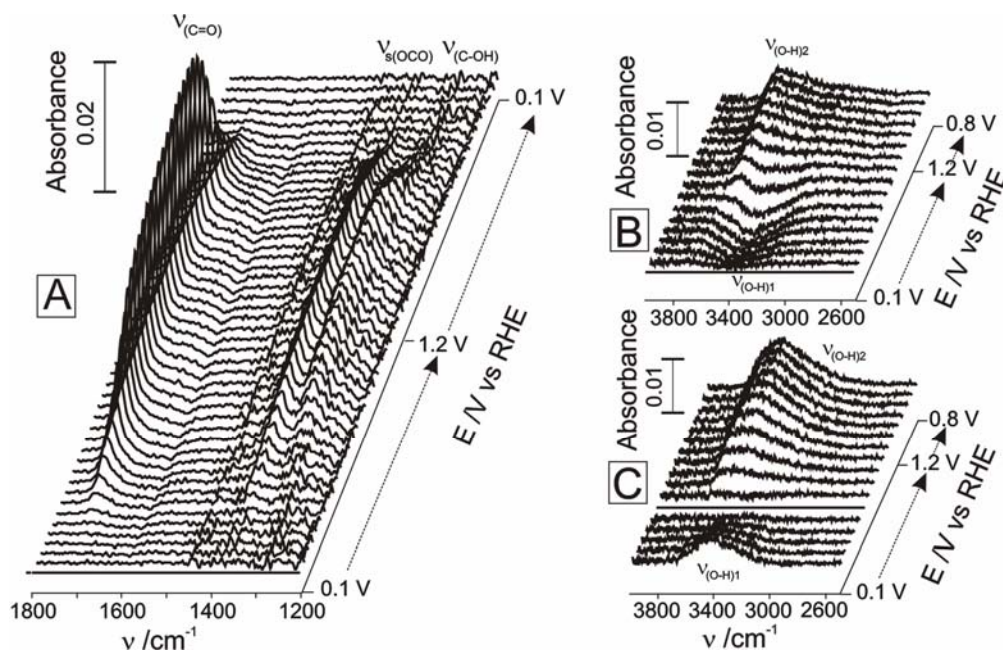 ν(C=O)
νs(OCO)
ν(C-OH)
Absorbance
0.02
A
0.1 V
1.2 V
0.1 V
E /V vs RHE
1800 1600 1400 1200
ν /cm-1
ν(O-H)2
Absorbance
0.01
B
0.8 V
1.2 V
0.1 V
E /V vs RHE
ν(O-H)1
3800 3400 3000 2600
ν(O-H)2
Absorbance
0.01
C
0.8 V
1.2 V
0.1 V
E /V vs RHE
ν(O-H)1
3800 3400 3000 2600
ν /cm-1